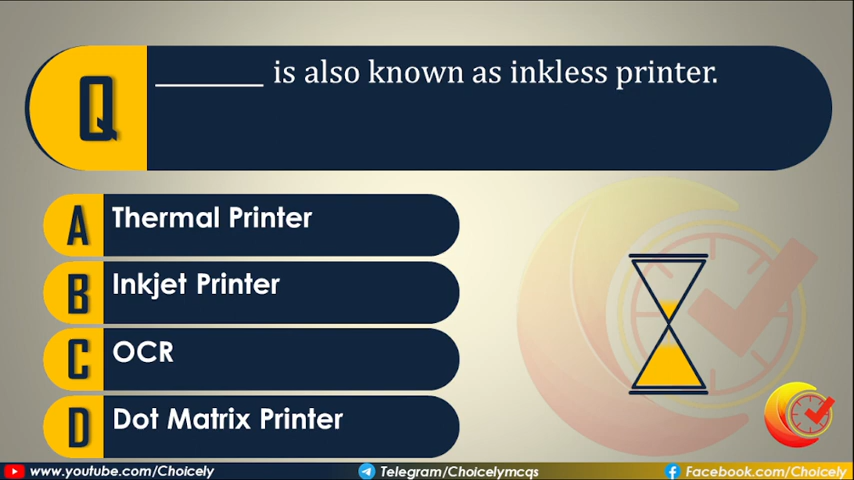 Q
_______ is also known as inkless printer.
A
Thermal Printer
B
Inkjet Printer
C
OCR
D
Dot Matrix Printer
www.youtube.com/Choicely
Telegram/Choicelymcqs
Facebook.com/Choicely